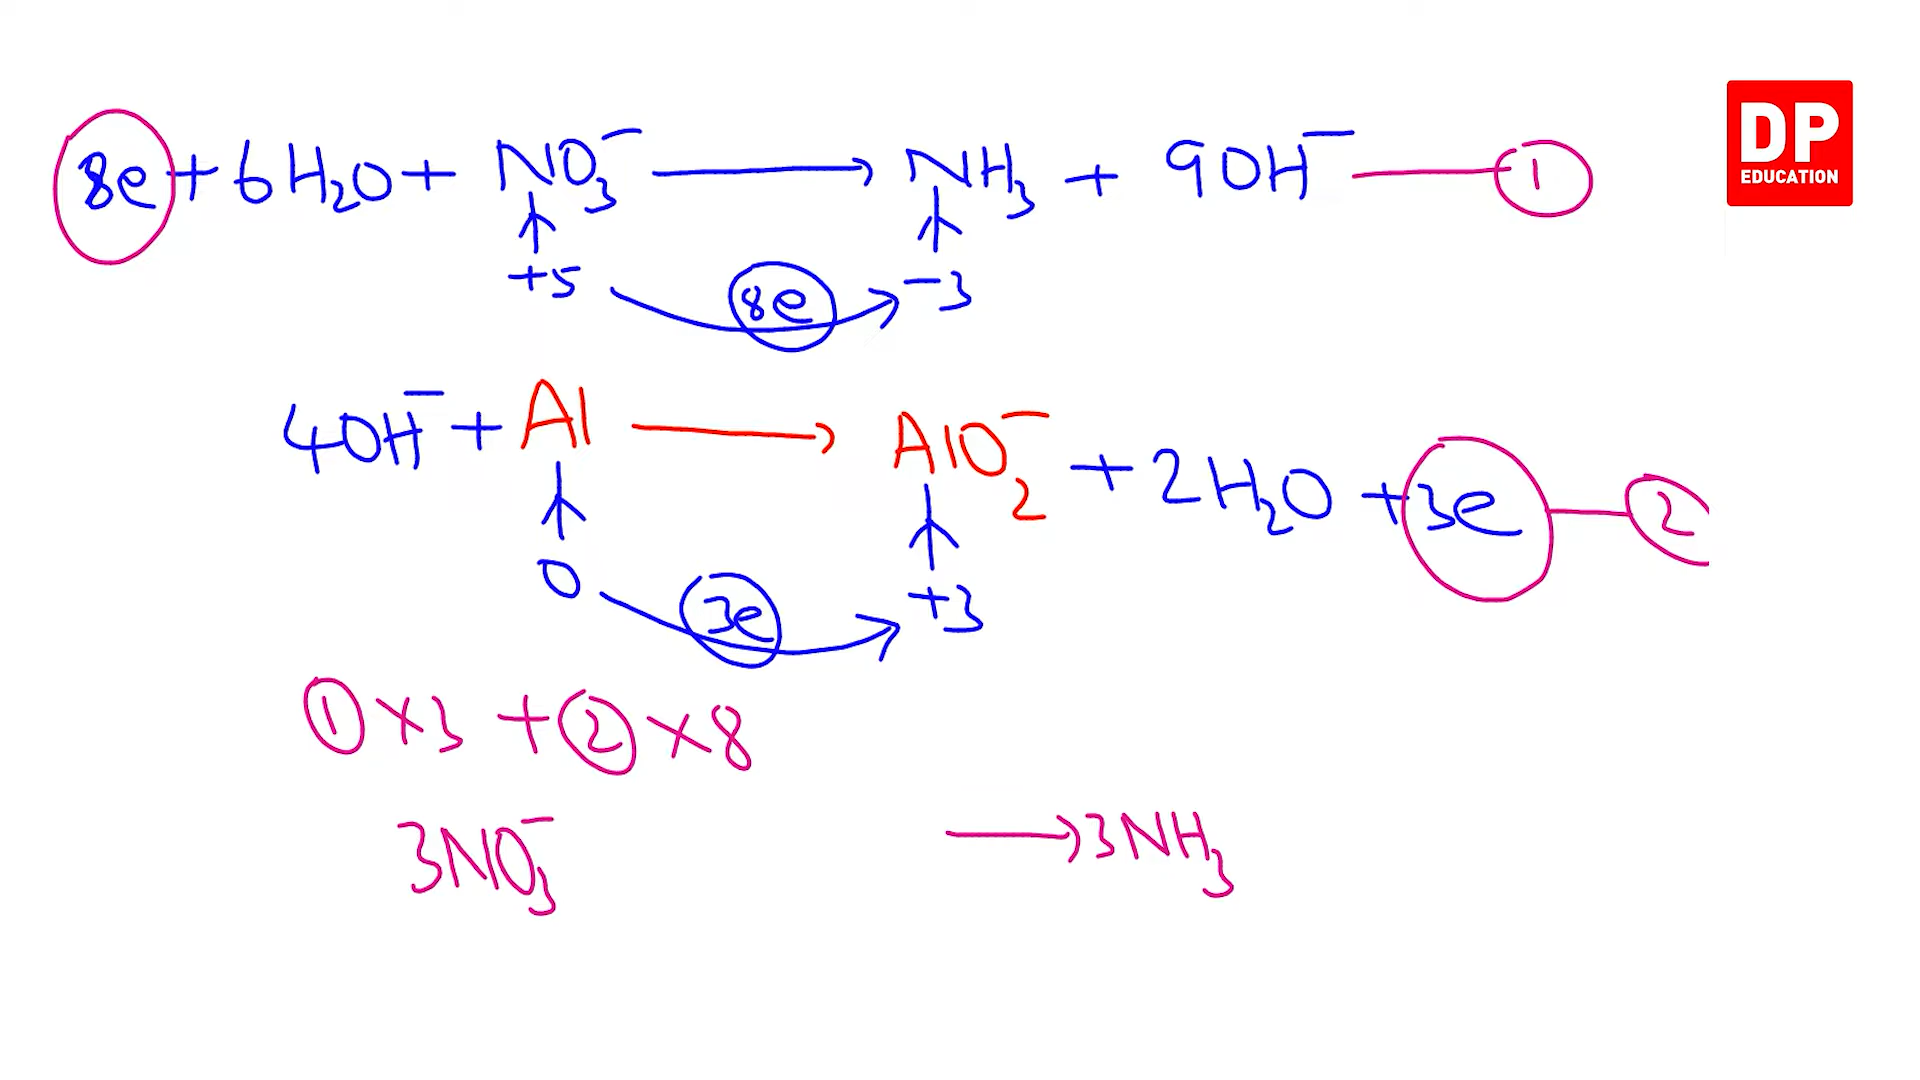 8e + 6H₂O + NO₃⁻ ⟶ NH₃ + 9OH⁻ — ①
DP
EDUCATION
↑ ↑
+5 8e -3
4OH⁻ + Al ⟶ AlO₂⁻ + 2H₂O + 3e — ②
↑ ↑
0 3e +3
① × 3 + ② × 8
3NO₃⁻ ⟶ 3NH₃